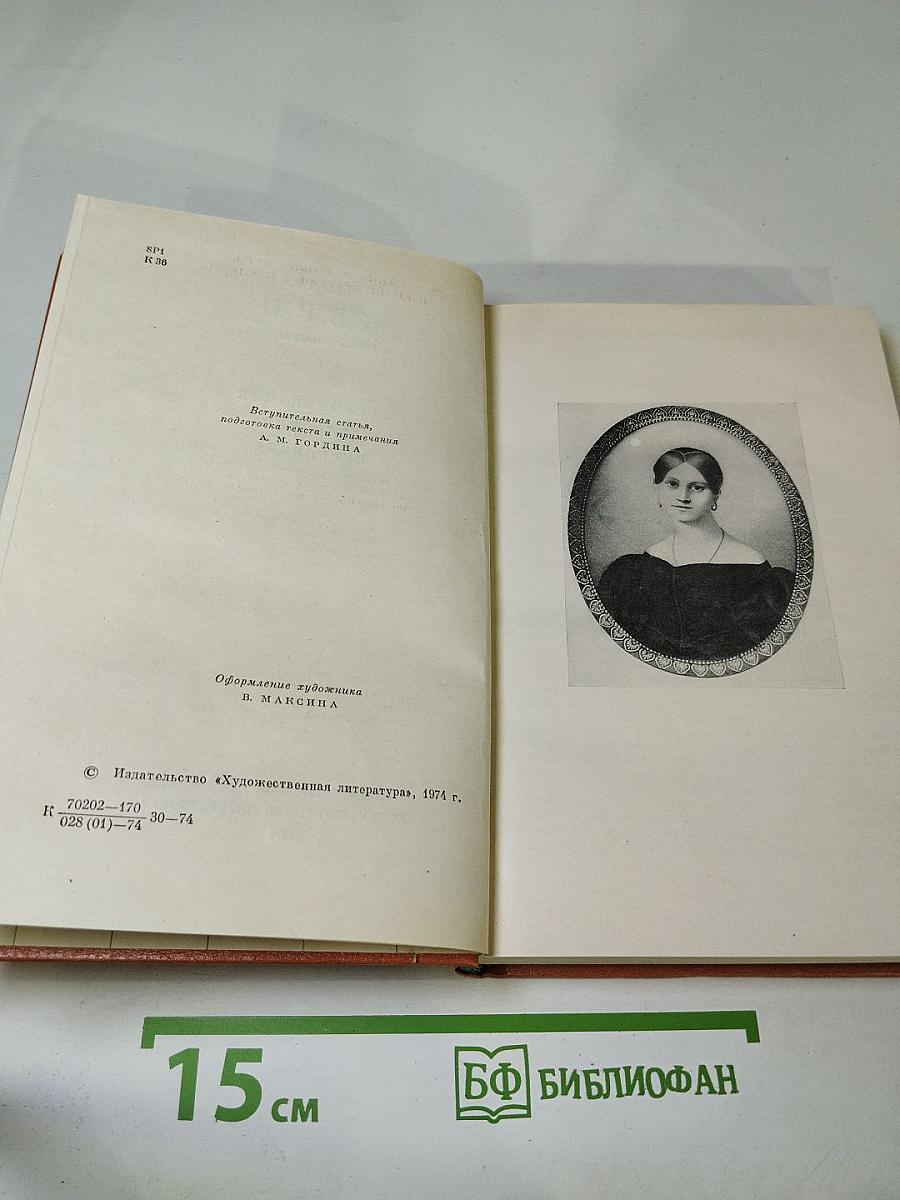 8Р1
К 36
Вступительная статья,
подготовка текста и примечания
А. М. ГОРДИНА
Оформление художника
В. МАКСИНА
© Издательство «Художественная литература», 1974 г.
К 70202—170
028 (01)—74 30—74
15 см
БФ БИБЛИОФАН